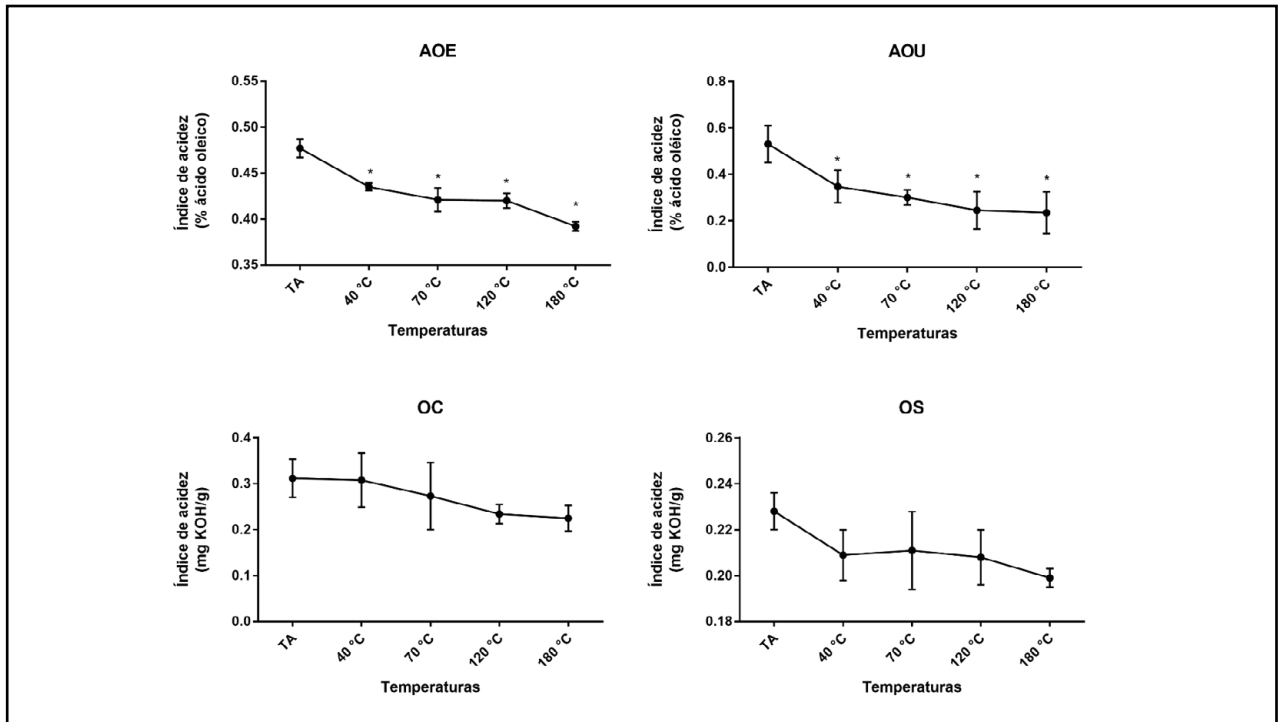 AOE
Índice de acidez
(% ácido oleico)
0.55
0.50
0.45
0.40
0.35
*
*
*
*
TA
40 °C
70 °C
120 °C
180 °C
Temperaturas
AOU
Índice de acidez
(% ácido oléico)
0.8
0.6
0.4
0.2
0.0
*
*
*
*
TA
40 °C
70 °C
120 °C
180 °C
Temperaturas
OC
Índice de acidez
(mg KOH/g)
0.4
0.3
0.2
0.1
0.0
TA
40 °C
70 °C
120 °C
180 °C
Temperaturas
OS
Índice de acidez
(mg KOH/g)
0.26
0.24
0.22
0.20
0.18
TA
40 °C
70 °C
120 °C
180 °C
Temperaturas